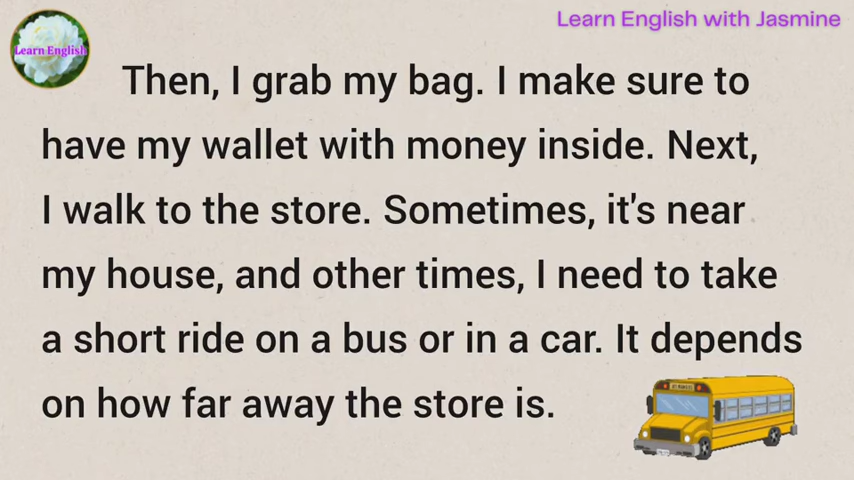 Learn English with Jasmine
Learn English
Then, I grab my bag. I make sure to
have my wallet with money inside. Next,
I walk to the store. Sometimes, it's near
my house, and other times, I need to take
a short ride on a bus or in a car. It depends
on how far away the store is.